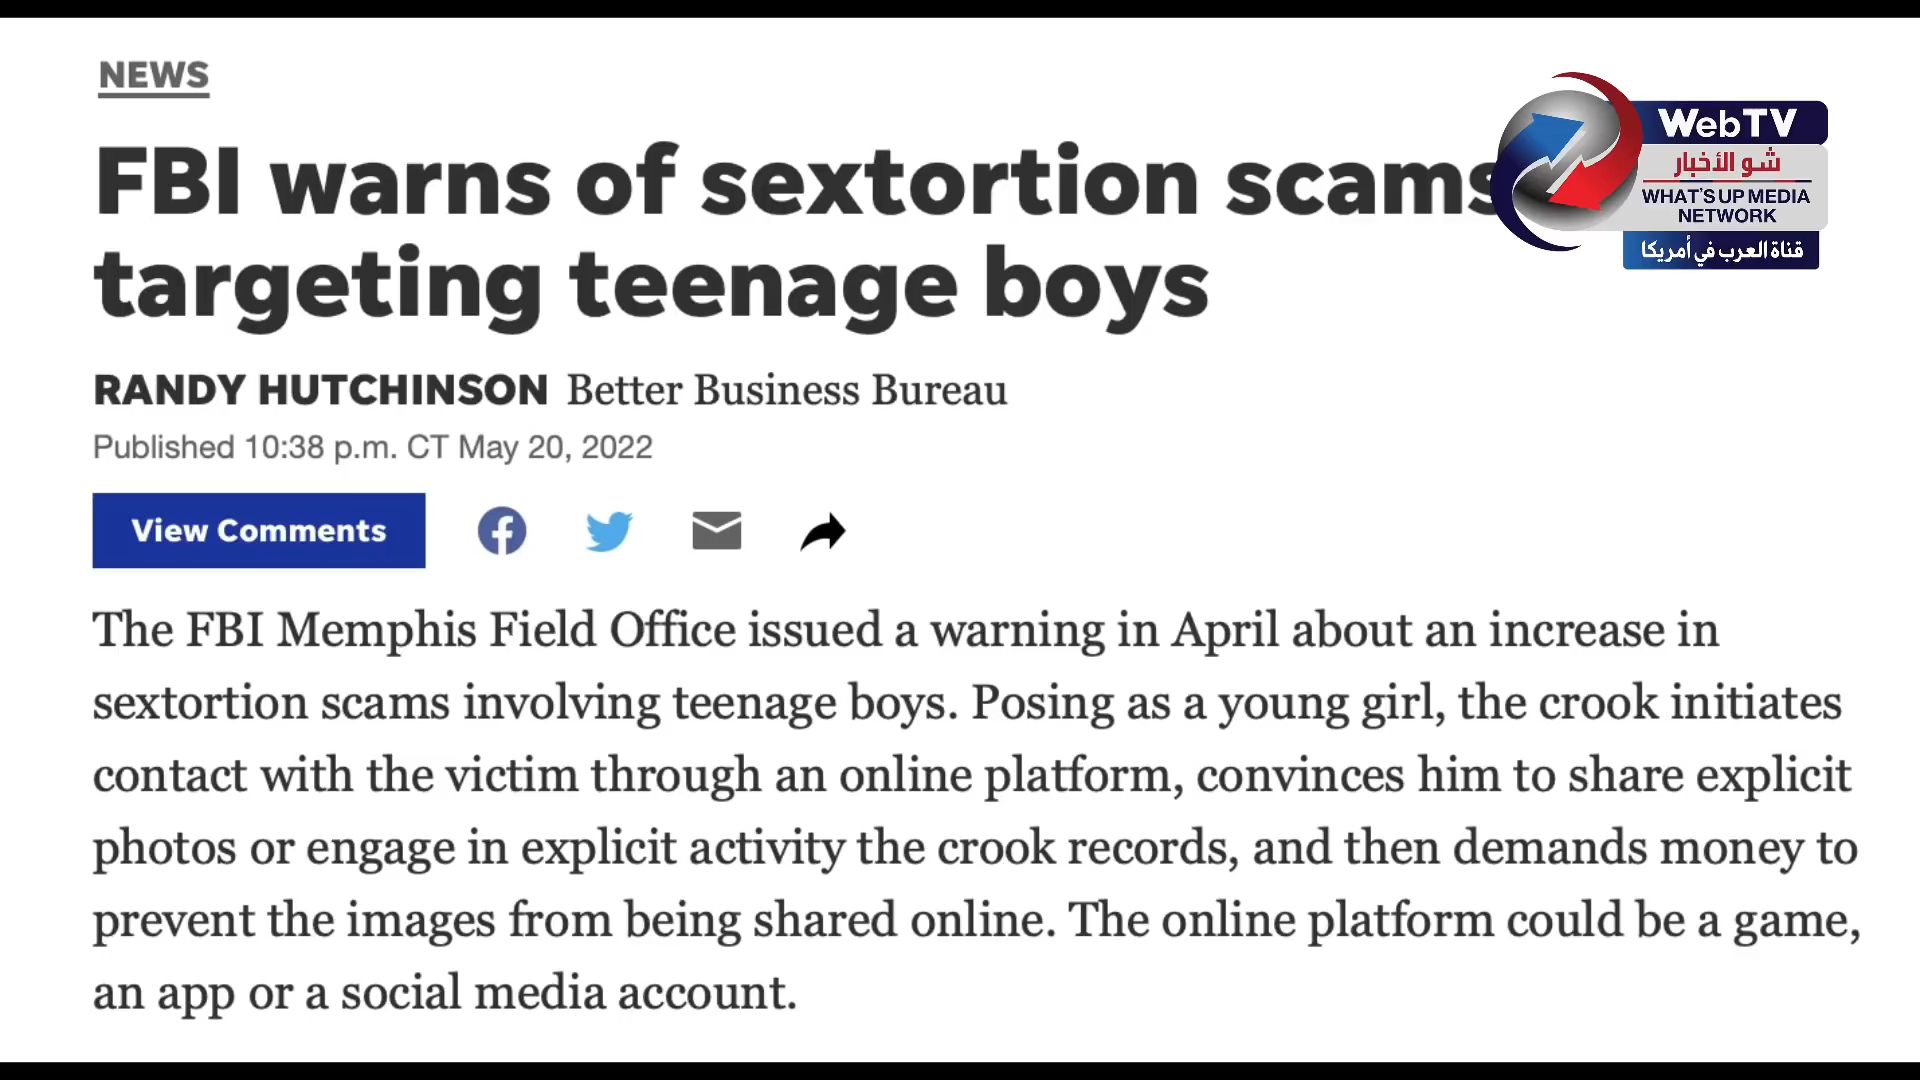 NEWS
FBI warns of sextortion scams
targeting teenage boys
WebTV
شو الأخبار
WHAT'S UP MEDIA
NETWORK
قناة العرب في أمريكا
RANDY HUTCHINSON Better Business Bureau
Published 10:38 p.m. CT May 20, 2022
View Comments
The FBI Memphis Field Office issued a warning in April about an increase in
sextortion scams involving teenage boys. Posing as a young girl, the crook initiates
contact with the victim through an online platform, convinces him to share explicit
photos or engage in explicit activity the crook records, and then demands money to
prevent the images from being shared online. The online platform could be a game,
an app or a social media account.